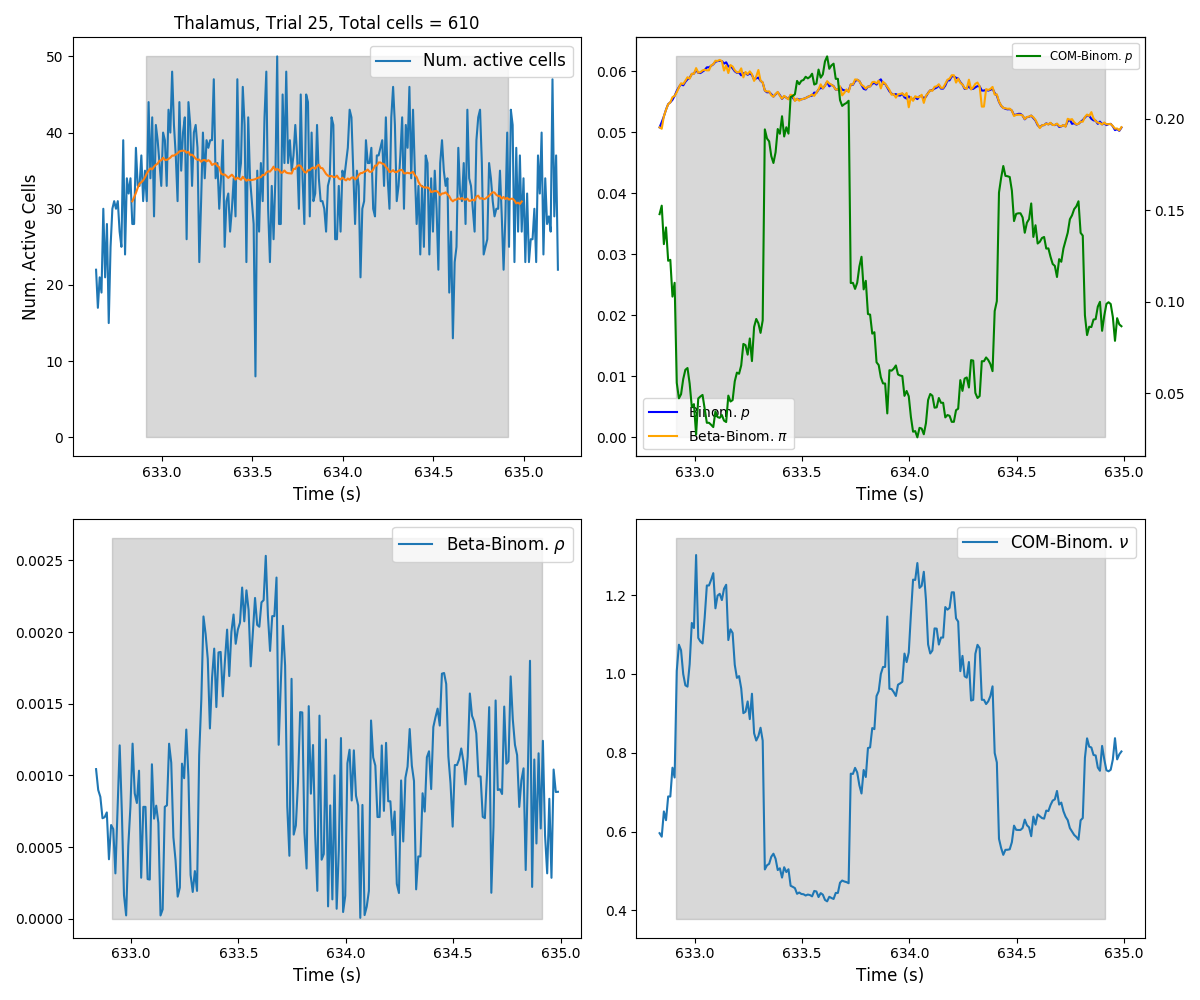 Thalamus, Trial 25, Total cells = 610
Num. active cells
50
40
30
20
10
0
Num. Active Cells
633.0 633.5 634.0 634.5 635.0
Time (s)
COM-Binom. p
0.06
0.05
0.04
0.03
0.02
0.01
0.00
0.20
0.15
0.10
0.05
Binom. p
Beta-Binom. π
633.0 633.5 634.0 634.5 635.0
Time (s)
Beta-Binom. ρ
0.0025
0.0020
0.0015
0.0010
0.0005
0.0000
633.0 633.5 634.0 634.5 635.0
Time (s)
COM-Binom. ν
1.2
1.0
0.8
0.6
0.4
633.0 633.5 634.0 634.5 635.0
Time (s)